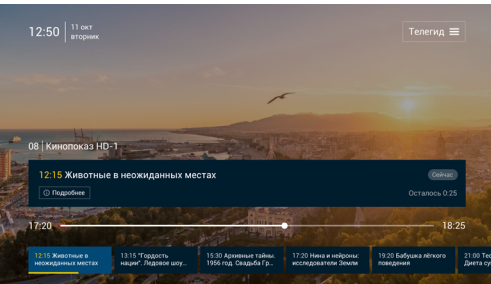 12:50
11 окт
вторник
Телегид
08 | Кинопоказ HD-1
12:15 Животные в неожиданных местах
Сейчас
Подробнее
Осталось 0:25
17:20
18:25
12:15 Животные в
неожиданных местах
13:15 "Гордость
нации". Ледовое шоу...
15:30 Архивные тайны.
1956 год. Свадьба Гр...
17:20 Нина и нейроны:
исследователи Земли
19:20 Бабушка лёгкого
поведения
21:00 Тес
Диета су